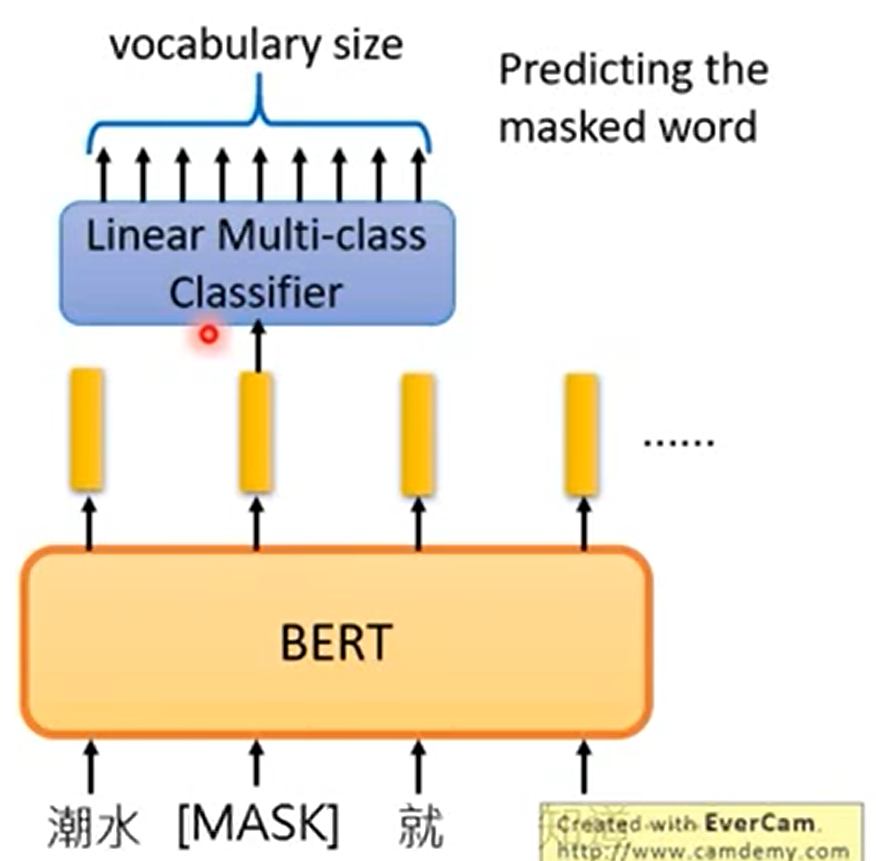 vocabulary size
Predicting the
masked word
Linear Multi-class
Classifier
......
BERT
潮水 [MASK] 就
Created with EverCam.
http://www.camdemy.com